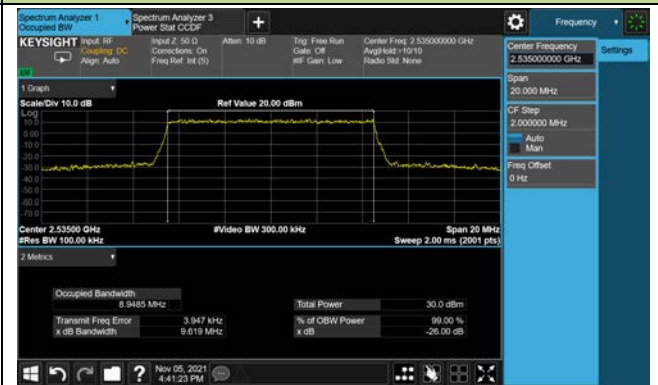 Spectrum Analyzer 1
Occupied BW
Spectrum Analyzer 3
Power Stat CCDF
+
Frequency
KEYSIGHT
Input: RF
Coupling: DC
Align: Auto
Input Z: 50 Ω
Corrections: On
Freq Ref: Int (S)
Atten: 10 dB
Trig: Free Run
Gate: Off
#IF Gain: Low
Center Freq: 2.535000000 GHz
Avg|Hold:>10/10
Radio Std: None
Center Frequency
2.535000000 GHz
Settings
Span
20.000 MHz
CF Step
2.000000 MHz
Auto
Man
Freq Offset
0 Hz
1 Graph
Scale/Div 10.0 dB
Ref Value 20.00 dBm
Log
10.0
0.00
-10.0
-20.0
-30.0
-40.0
-50.0
-60.0
-70.0
Center 2.53500 GHz
#Video BW 300.00 kHz
Span 20 MHz
#Res BW 100.00 kHz
Sweep 2.00 ms (2001 pts)
2 Metrics
Occupied Bandwidth
8.9485 MHz
Total Power 30.0 dBm
Transmit Freq Error 3.947 kHz
% of OBW Power 99.00 %
x dB Bandwidth 9.619 MHz
x dB -26.00 dB
?
Nov 05, 2021
4:41:23 PM